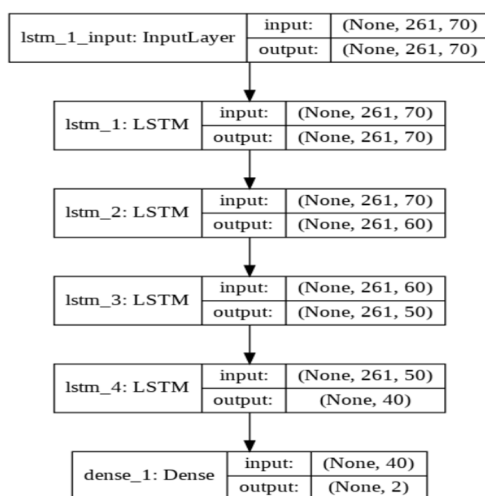 lstm_1_input: InputLayer input: (None, 261, 70)
output: (None, 261, 70)
lstm_1: LSTM input: (None, 261, 70)
output: (None, 261, 70)
lstm_2: LSTM input: (None, 261, 70)
output: (None, 261, 60)
lstm_3: LSTM input: (None, 261, 60)
output: (None, 261, 50)
lstm_4: LSTM input: (None, 261, 50)
output: (None, 40)
dense_1: Dense input: (None, 40)
output: (None, 2)